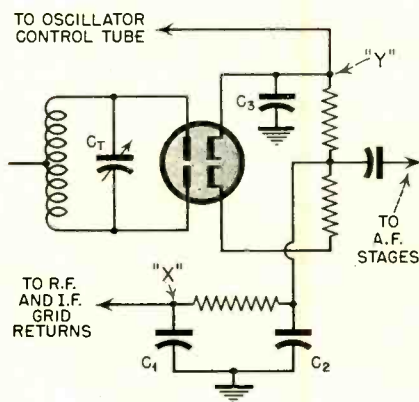 TO OSCILLATOR
CONTROL TUBE
"Y"
C3
CT
TO
A.F.
STAGES
"X"
TO R.F.
AND I.F.
GRID
RETURNS
C1
C2